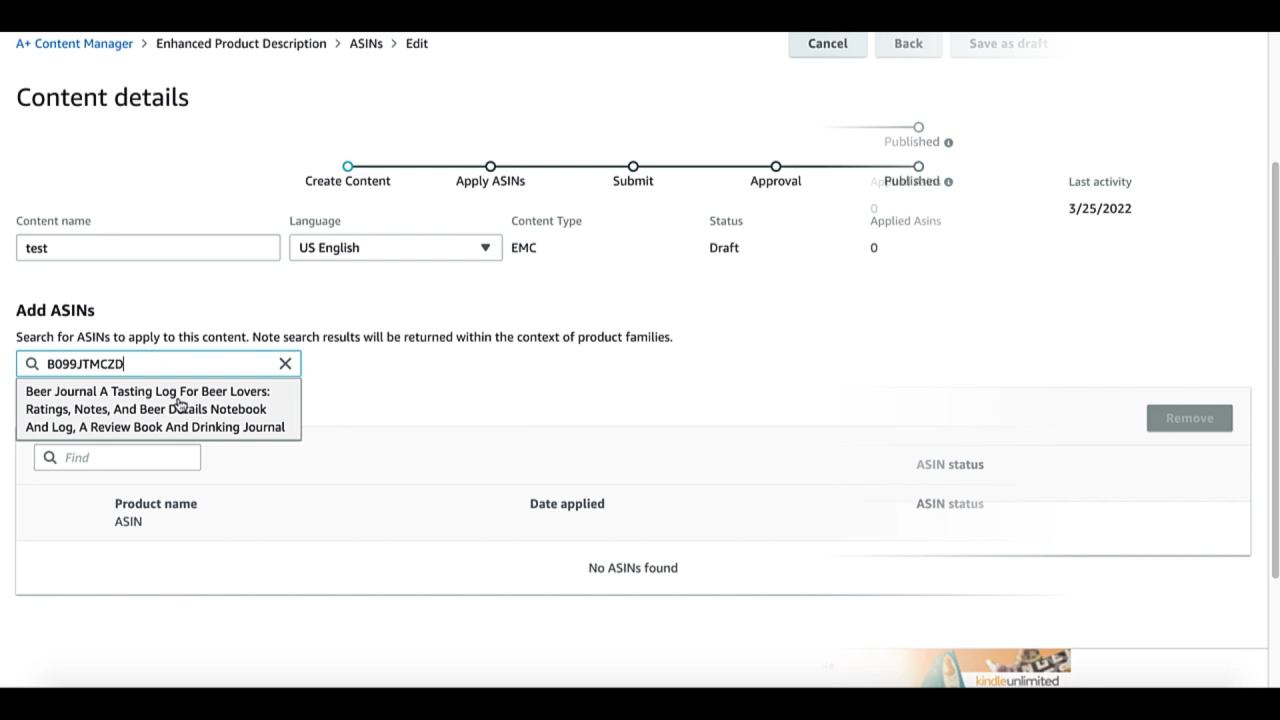 A+ Content Manager > Enhanced Product Description > ASINs > Edit
Cancel
Back
Save as draft
Content details
Published
Create Content
Apply ASINs
Submit
Approval
Published
Last activity
0
3/25/2022
Content name
Language
Content Type
Status
Applied Asins
test
US English
EMC
Draft
0
Add ASINs
Search for ASINs to apply to this content. Note search results will be returned within the context of product families.
B099JTMCZD
Beer Journal A Tasting Log For Beer Lovers:
Ratings, Notes, And Beer Details Notebook
And Log, A Review Book And Drinking Journal
Remove
Find
ASIN status
Product name
Date applied
ASIN status
ASIN
No ASINs found
kindleunlimited